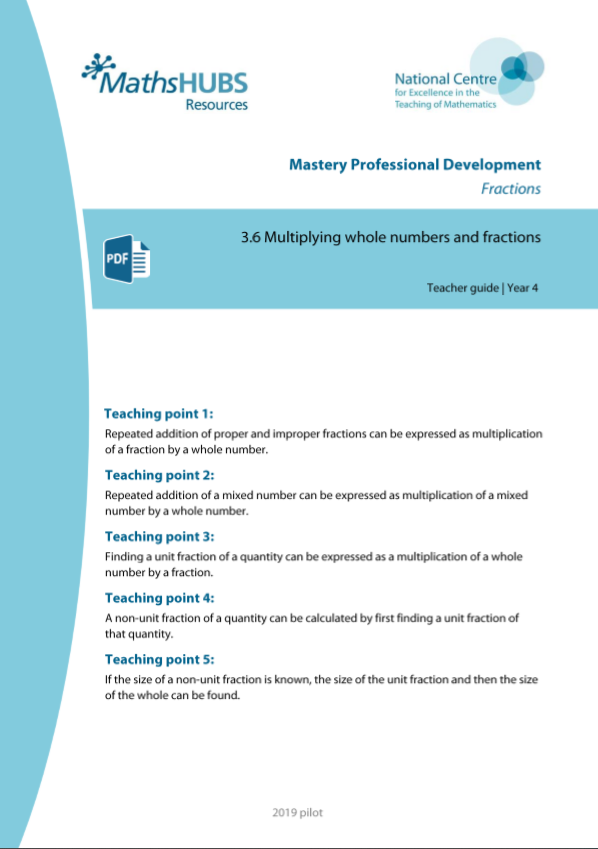 MathsHUBS
Resources
National Centre
for Excellence in the
Teaching of Mathematics
Mastery Professional Development
Fractions
PDF
3.6 Multiplying whole numbers and fractions
Teacher guide | Year 4
Teaching point 1:
Repeated addition of proper and improper fractions can be expressed as multiplication
of a fraction by a whole number.
Teaching point 2:
Repeated addition of a mixed number can be expressed as multiplication of a mixed
number by a whole number.
Teaching point 3:
Finding a unit fraction of a quantity can be expressed as a multiplication of a whole
number by a fraction.
Teaching point 4:
A non-unit fraction of a quantity can be calculated by first finding a unit fraction of
that quantity.
Teaching point 5:
If the size of a non-unit fraction is known, the size of the unit fraction and then the size
of the whole can be found.
2019 pilot